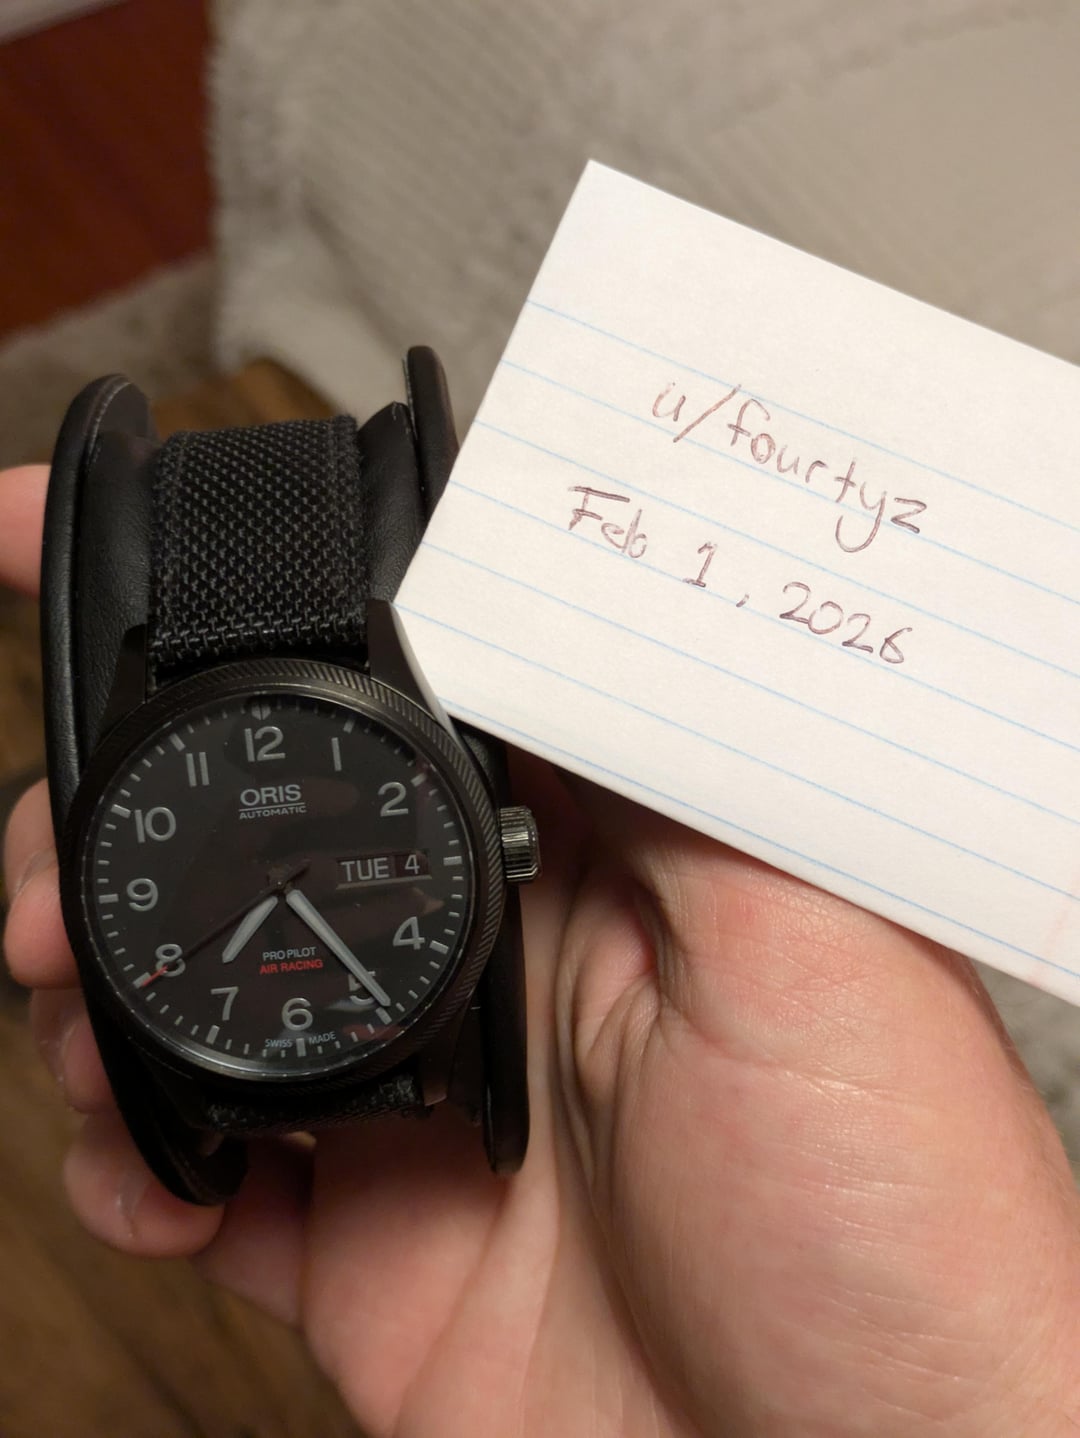 u/fourtyz
Feb 1, 2026
12
1
2
4
5
6
7
8
9
10
11
ORIS
AUTOMATIC
TUE 4
PRO PILOT
AIR RACING
SWISS MADE